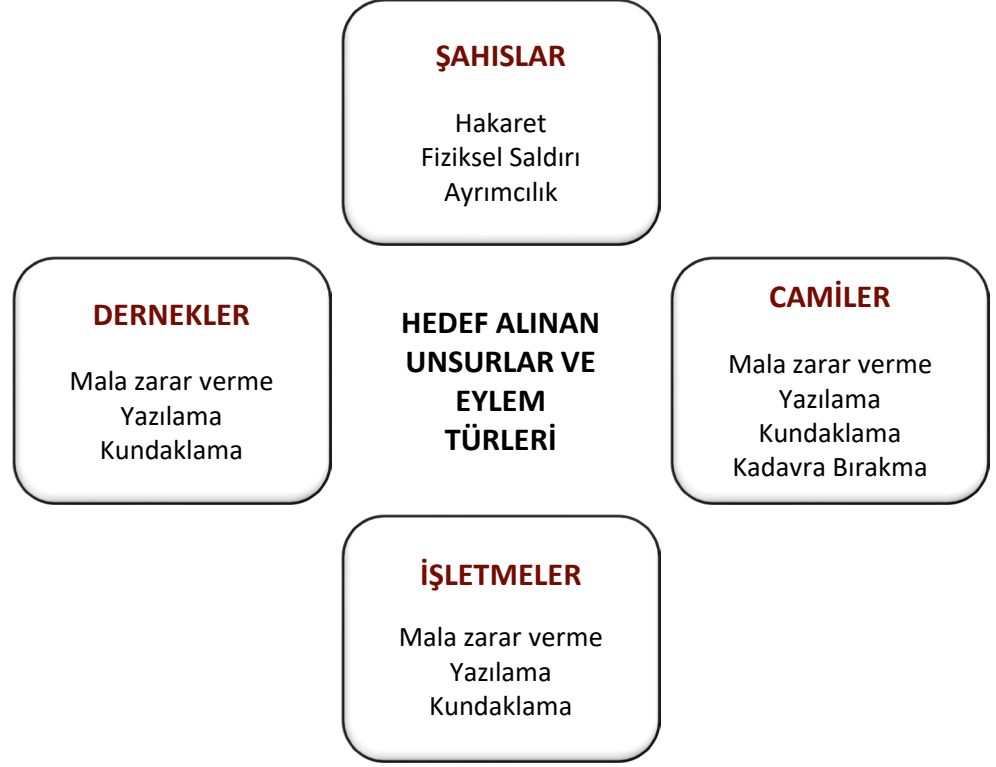 ŞAHISLAR
Hakaret
Fiziksel Saldırı
Ayrımcılık
DERNEKLER
Mala zarar verme
Yazılama
Kundaklama
HEDEF ALINAN
UNSURLAR VE
EYLEM
TÜRLERİ
CAMİLER
Mala zarar verme
Yazılama
Kundaklama
Kadavra Bırakma
İŞLETMELER
Mala zarar verme
Yazılama
Kundaklama